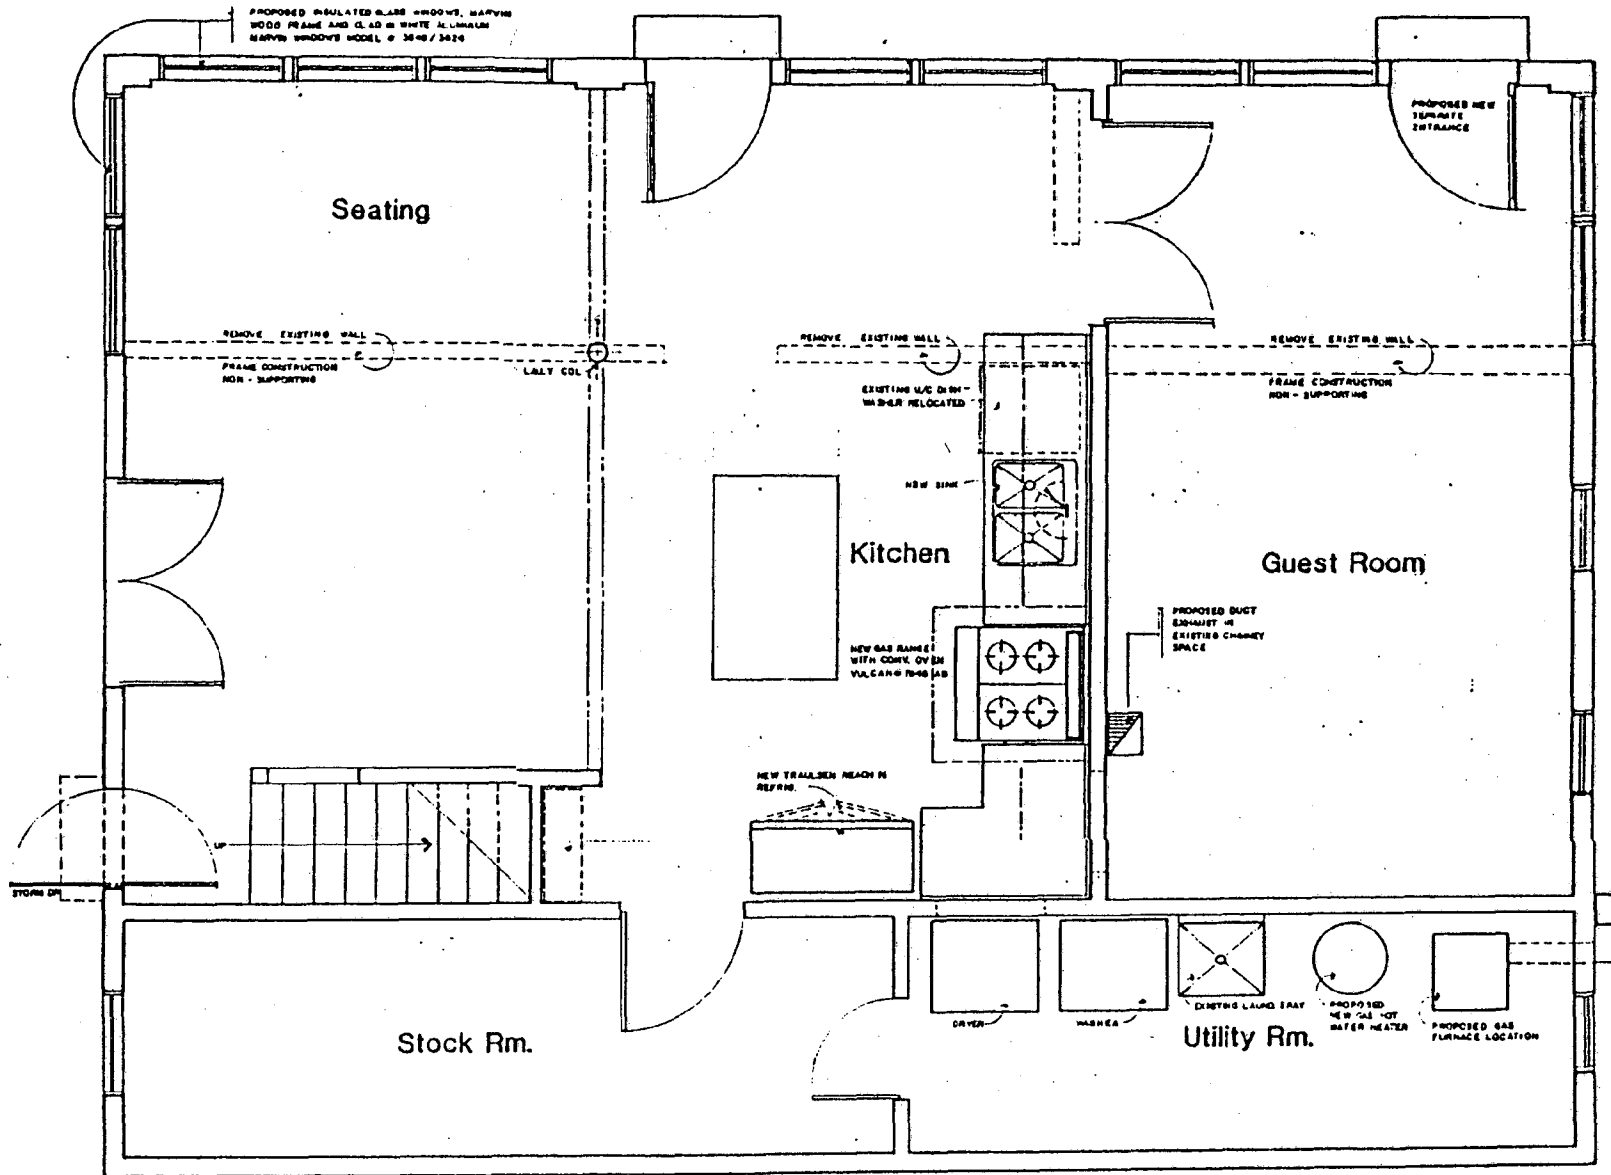 PROPOSED INSULATED GLASS WINDOWS, MARVIN
WOOD FRAME AND CLAD IN WHITE ALUMINUM
MARVIN WINDOWS MODEL # 3648 / 3624
PROPOSED NEW
SEPARATE
ENTRANCE
Seating
REMOVE EXISTING WALL
FRAME CONSTRUCTION
NON - SUPPORTING
LALLY COL.
REMOVE EXISTING WALL
EXISTING U/C DISH-
WASHER RELOCATED
REMOVE EXISTING WALL
FRAME CONSTRUCTION
NON - SUPPORTING
NEW SINK
Kitchen
Guest Room
PROPOSED DUCT
EXHAUST IN
EXISTING CHIMNEY
SPACE
NEW GAS RANGE
WITH CONV. OVEN
VULCAN
NEW TRAULSEN REACH IN
REFRIG.
UP
STORM DR.
DRYER
WASHER
EXISTING LAUND. TRAY
PROPOSED
NEW GAS HOT
WATER HEATER
PROPOSED GAS
FURNACE LOCATION
Stock Rm.
Utility Rm.